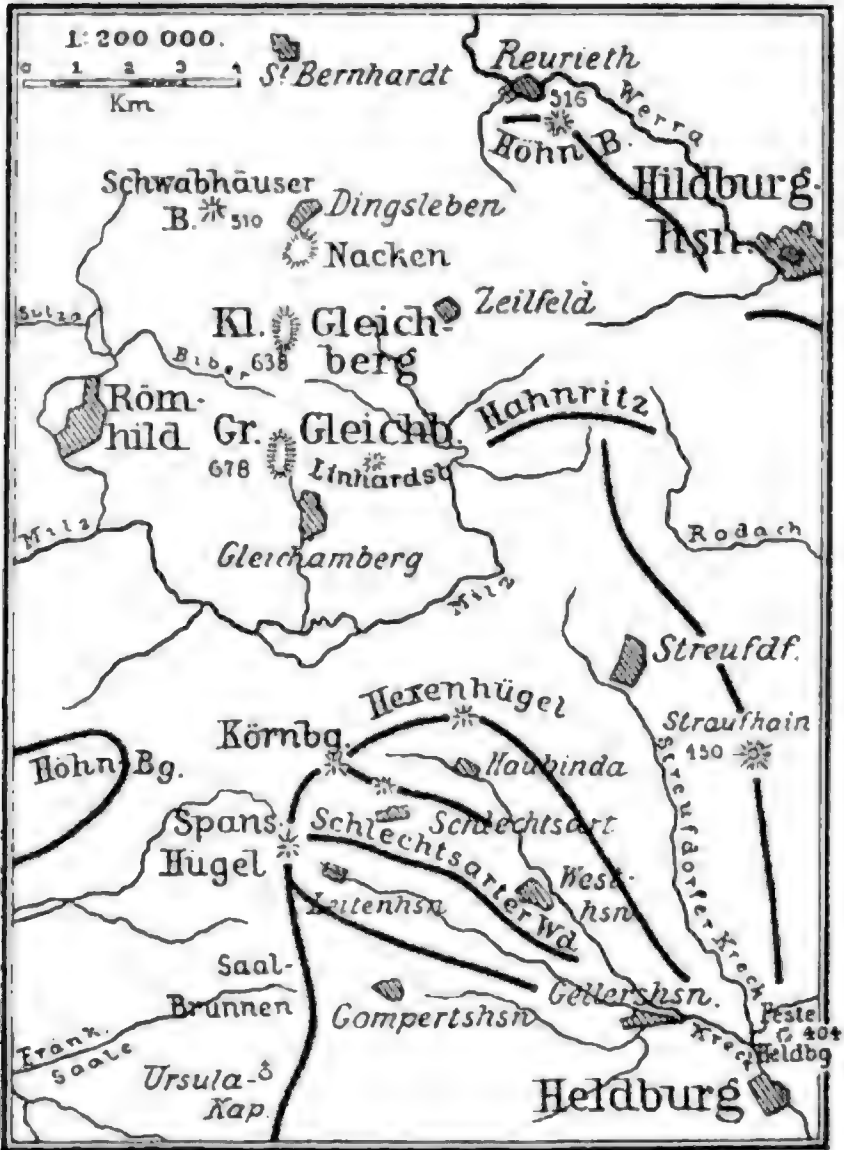 1:200 000.
0 1 2 3 4
Km
St Bernhardt
Reurieth
516
Werra
Höhn B.
Hildburg-
hsn.
Schwabhäuser
B. 510
Dingsleben
Nacken
Zeilfeld
Sulza
Kl. Gleich-
berg
Biber
638
Röm-
hild
Gr. Gleichb.
678
Linhardsb.
Hahnritz
Milz
Rodach
Gleichamberg
Milz
Streufdf.
Hexenhügel
Straufhain
450
Körnbg.
Höhn-Bg.
Haubinda
Streufdorfer Kreck
Spans-
Hügel
Schlechtsart
Schlechtsarter Wd.
West-
hsn
Saal-
Brunnen
Gellershsn.
Gompertshsn
Fränk.
Saale
Kreck
Feste
404
Heldbg
Ursula-
Kap.
Heldburg